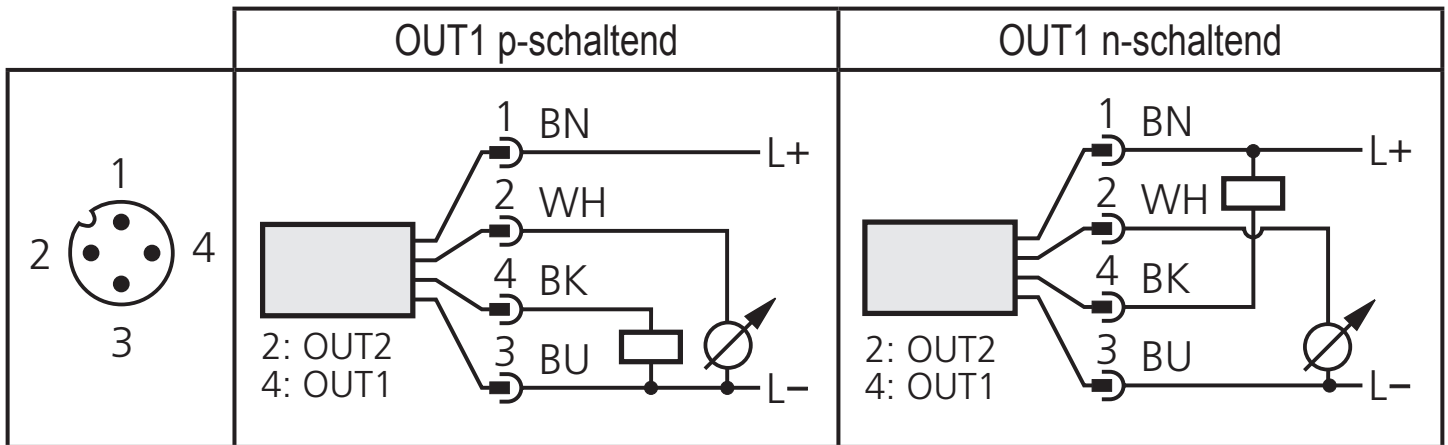 OUT1 p-schaltend
OUT1 n-schaltend
1
2
4
3
1 BN
L+
2 WH
4 BK
3 BU
L−
2: OUT2
4: OUT1
1 BN
L+
2 WH
4 BK
3 BU
L−
2: OUT2
4: OUT1